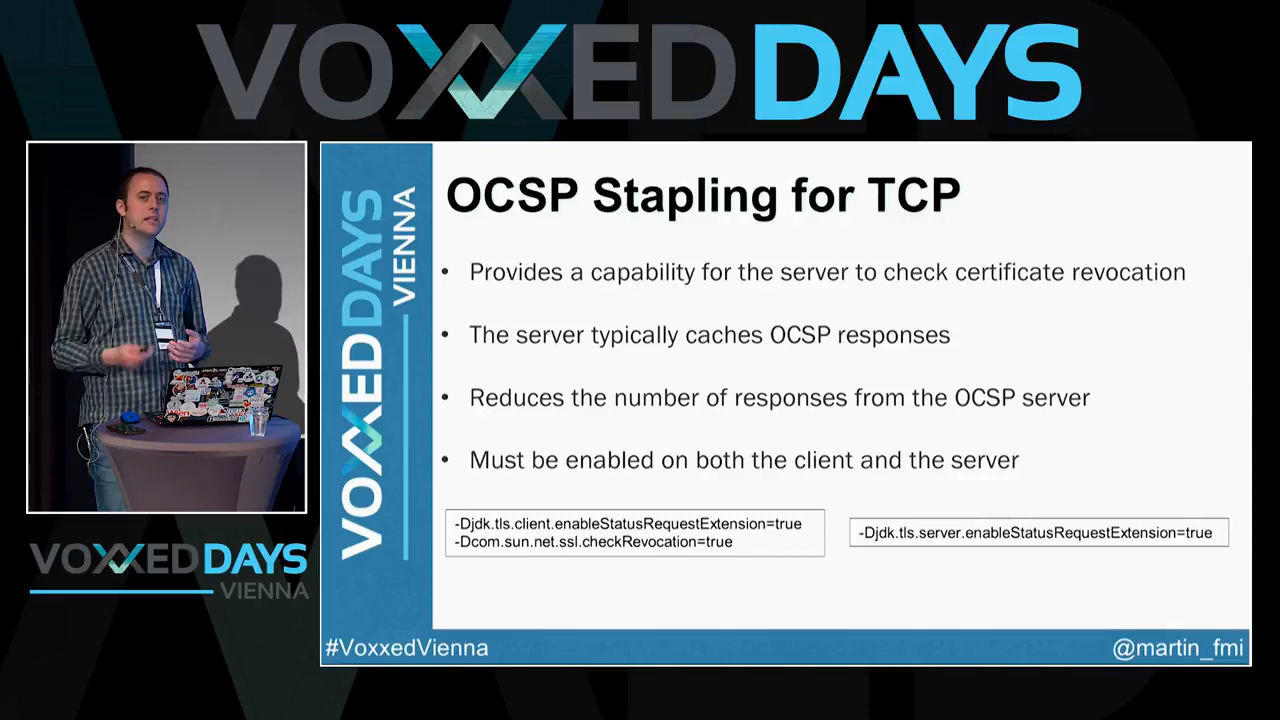 VOXXED DAYS
VOXXED DAYS
VIENNA
OCSP Stapling for TCP
• Provides a capability for the server to check certificate revocation
• The server typically caches OCSP responses
• Reduces the number of responses from the OCSP server
• Must be enabled on both the client and the server
-Djdk.tls.client.enableStatusRequestExtension=true
-Dcom.sun.net.ssl.checkRevocation=true
-Djdk.tls.server.enableStatusRequestExtension=true
VOXXED DAYS
VIENNA
#VoxxedVienna
@martin_fmi